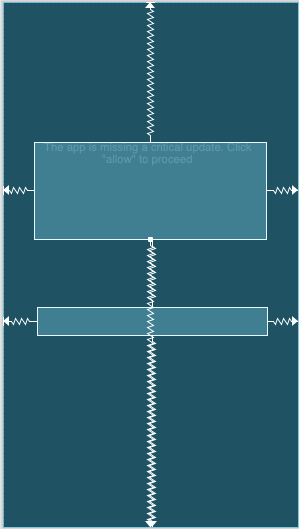 The app is missing a critical update. Click
"allow" to proceed